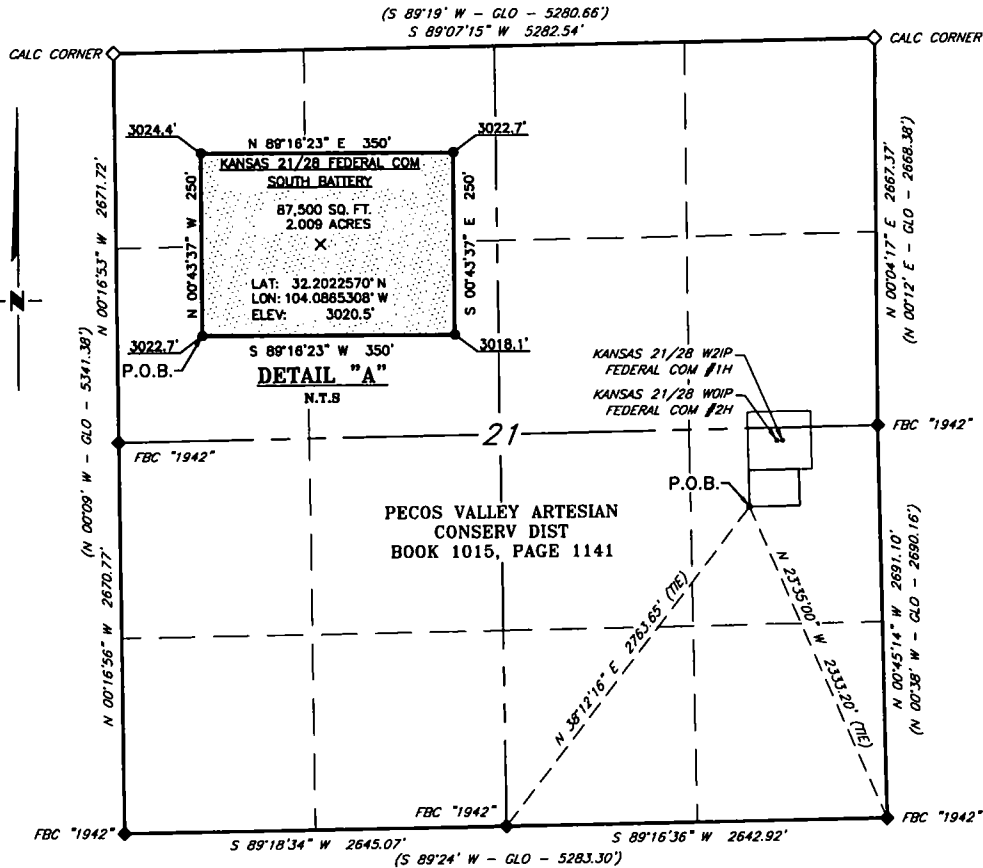 (S 89°19' W - GLO - 5280.66')
S 89°07'15" W 5282.54'
CALC CORNER
CALC CORNER
3024.4'
N 89°16'23" E 350'
3022.7'
KANSAS 21/28 FEDERAL COM
SOUTH BATTERY
87,500 SQ. FT.
2.009 ACRES
X
LAT: 32.2022570° N
LON: 104.0865308° W
ELEV: 3020.5'
N 00°43'37" W 250'
S 00°43'37" E 250'
3022.7'
S 89°16'23" W 350'
3018.1'
P.O.B.
DETAIL "A"
N.T.S
N 00°16'53" W 2671.72'
(N 00°09' W - GLO - 5341.38')
N 00°16'56" W 2670.77'
N
N 00°04'17" E 2667.37'
(N 00°12' E - GLO - 2668.38')
KANSAS 21/28 W2IP
FEDERAL COM #1H
KANSAS 21/28 W0IP
FEDERAL COM #2H
FBC "1942"
21
FBC "1942"
P.O.B.
PECOS VALLEY ARTESIAN
CONSERV DIST
BOOK 1015, PAGE 1141
N 38°12'16" E 2763.65' (TIE)
N 23°35'00" W 2333.20' (TIE)
N 00°45'14" W 2691.10'
(N 00°38' W - GLO - 2690.16')
FBC "1942"
FBC "1942"
FBC "1942"
S 89°18'34" W 2645.07'
S 89°16'36" W 2642.92'
(S 89°24' W - GLO - 5283.30')